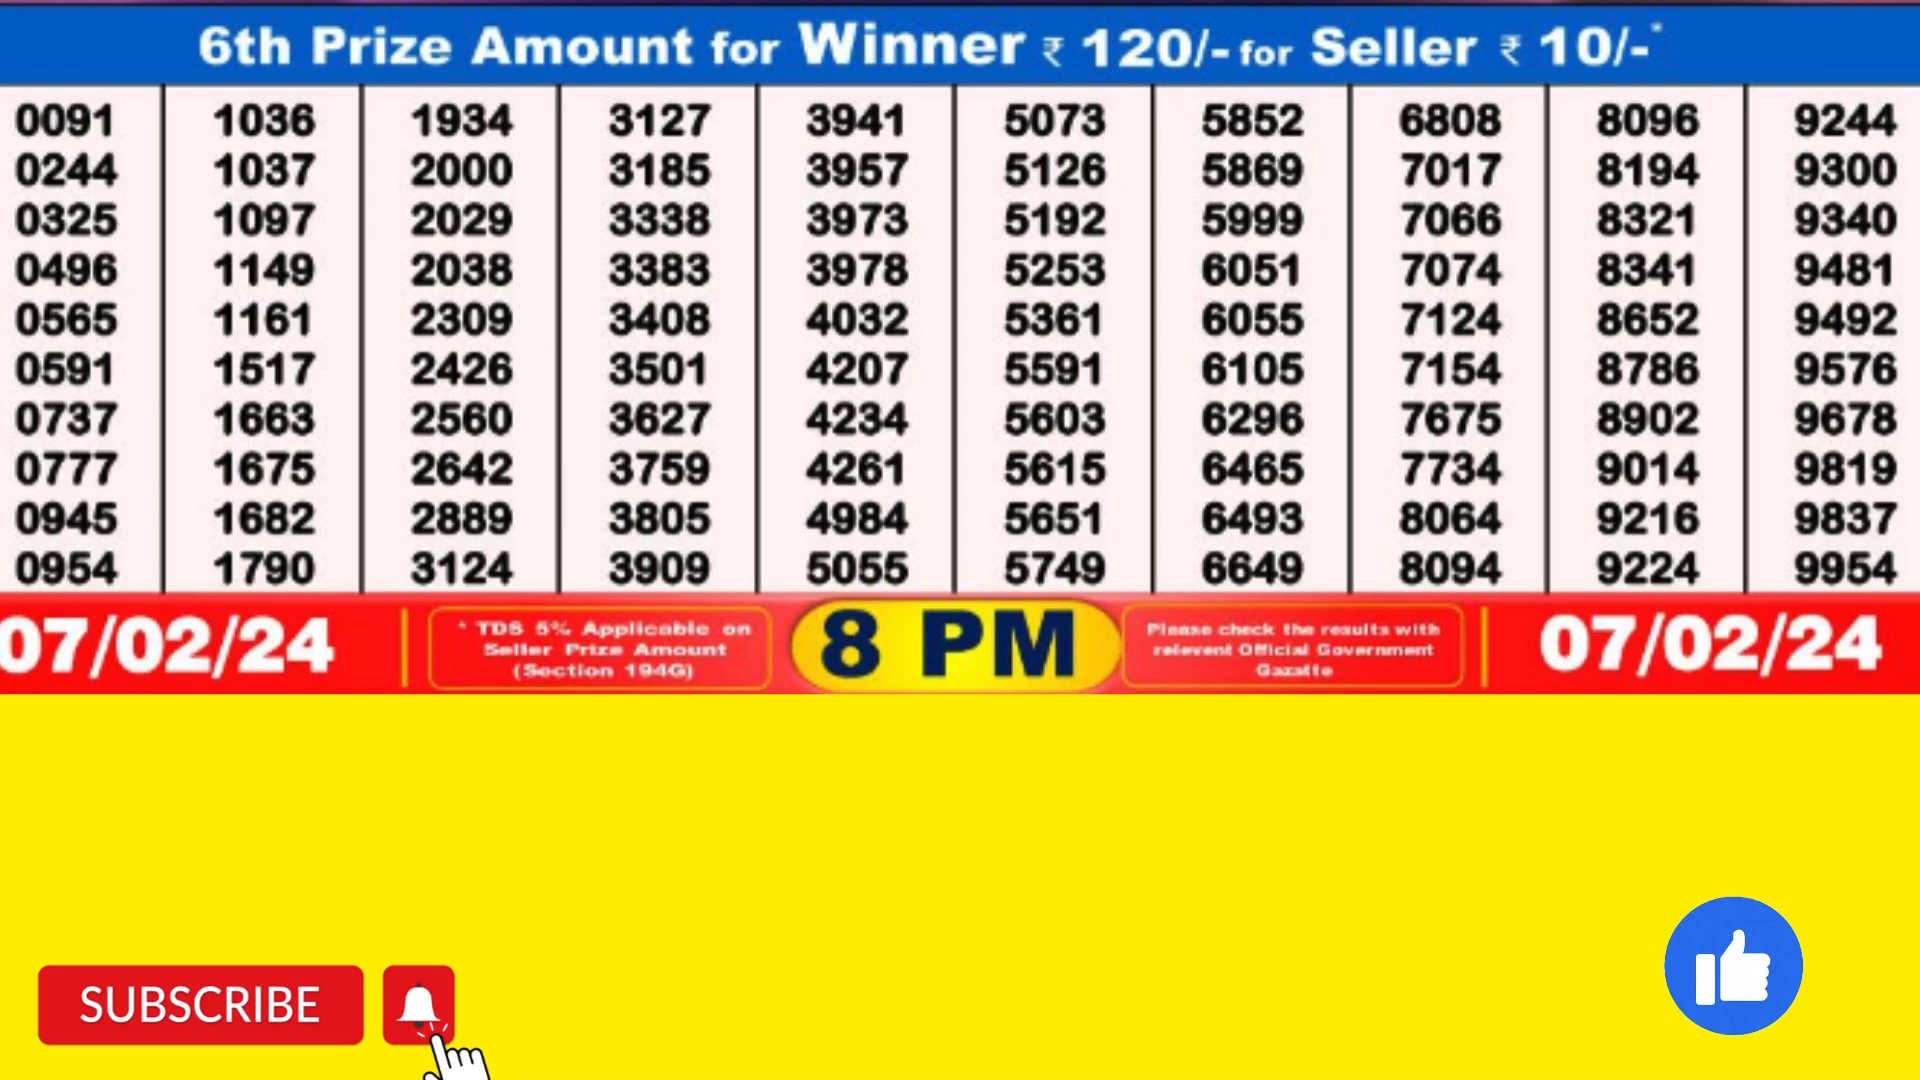 6th Prize Amount for Winner ₹ 120/- for Seller ₹ 10/-*
0091 1036 1934 3127 3941 5073 5852 6808 8096 9244
0244 1037 2000 3185 3957 5126 5869 7017 8194 9300
0325 1097 2029 3338 3973 5192 5999 7066 8321 9340
0496 1149 2038 3383 3978 5253 6051 7074 8341 9481
0565 1161 2309 3408 4032 5361 6055 7124 8652 9492
0591 1517 2426 3501 4207 5591 6105 7154 8786 9576
0737 1663 2560 3627 4234 5603 6296 7675 8902 9678
0777 1675 2642 3759 4261 5615 6465 7734 9014 9819
0945 1682 2889 3805 4984 5651 6493 8064 9216 9837
0954 1790 3124 3909 5055 5749 6649 8094 9224 9954
07/02/24
* TDS 5% Applicable on
Seller Prize Amount
(Section 194G)
8 PM
Please check the results with
relevent Official Government
Gazatte
07/02/24
SUBSCRIBE